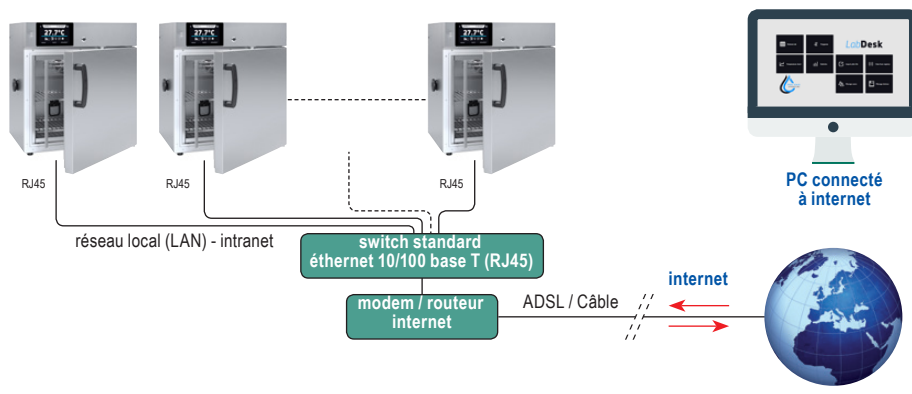 27.7°C
27.7°C
27.7°C
LabDesk
PC connecté
à internet
RJ45
RJ45
RJ45
réseau local (LAN) - intranet
switch standard
éthernet 10/100 base T (RJ45)
modem / routeur
internet
ADSL / Câble
internet